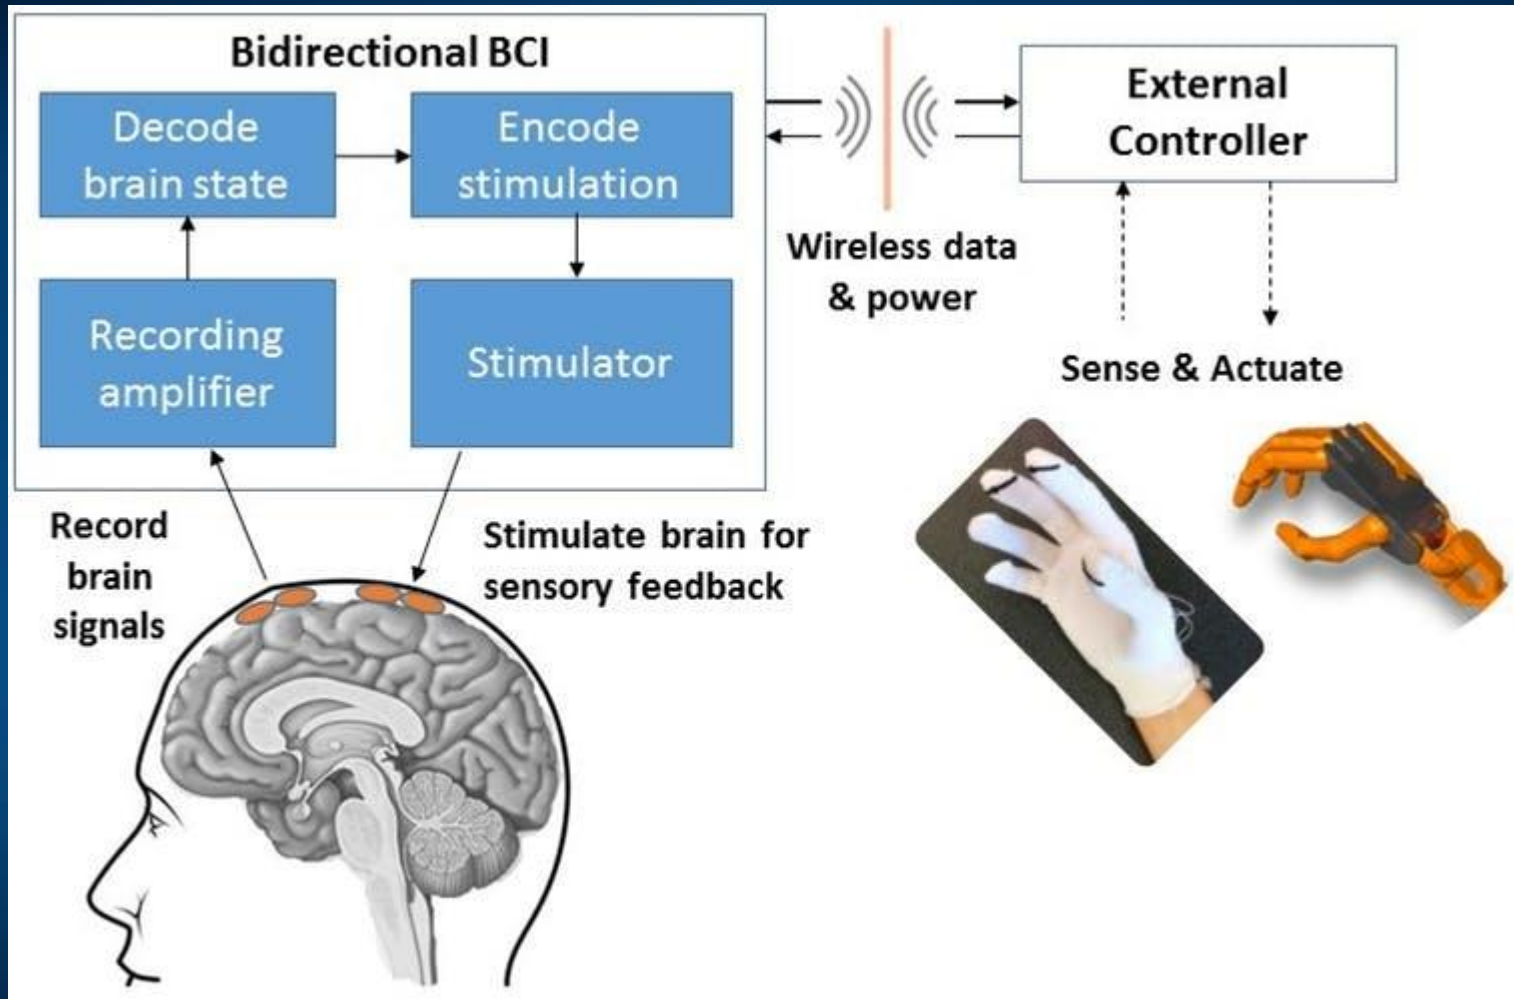 Bidirectional BCI
Decode
brain state
Encode
stimulation
Recording
amplifier
Stimulator
Record
brain
signals
Stimulate brain for
sensory feedback
Wireless data
& power
External
Controller
Sense & Actuate